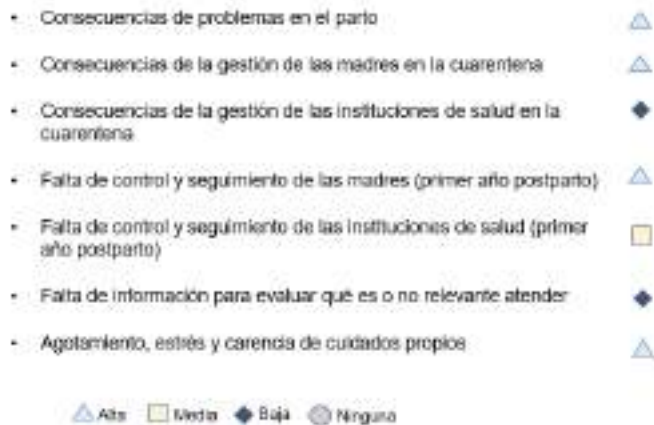 • Consecuencias de problemas en el parto
• Consecuencias de la gestión de las madres en la cuarentena
• Consecuencias de la gestión de las instituciones de salud en la
cuarentena
• Falta de control y seguimiento de las madres (primer año postparto)
• Falta de control y seguimiento de las instituciones de salud (primer
año postparto)
• Falta de información para evaluar qué es o no relevante atender
• Agotamiento, estrés y carencia de cuidados propios
Alta Media Baja Ninguna